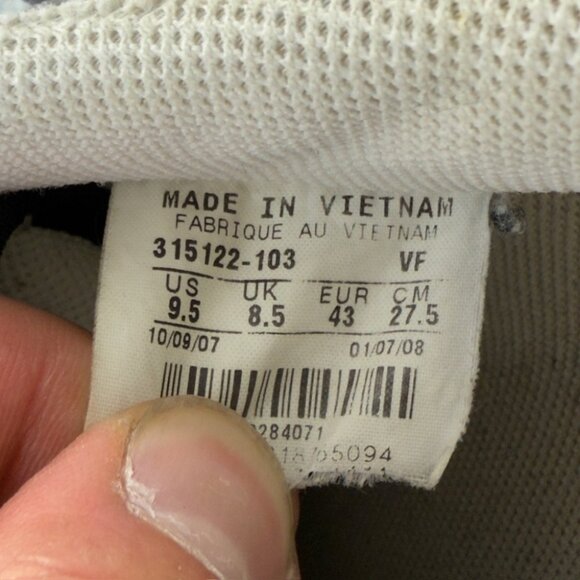 MADE IN VIETNAM
FABRIQUE AU VIETNAM
315122-103 VF
US UK EUR CM
9.5 8.5 43 27.5
10/09/07 01/07/08